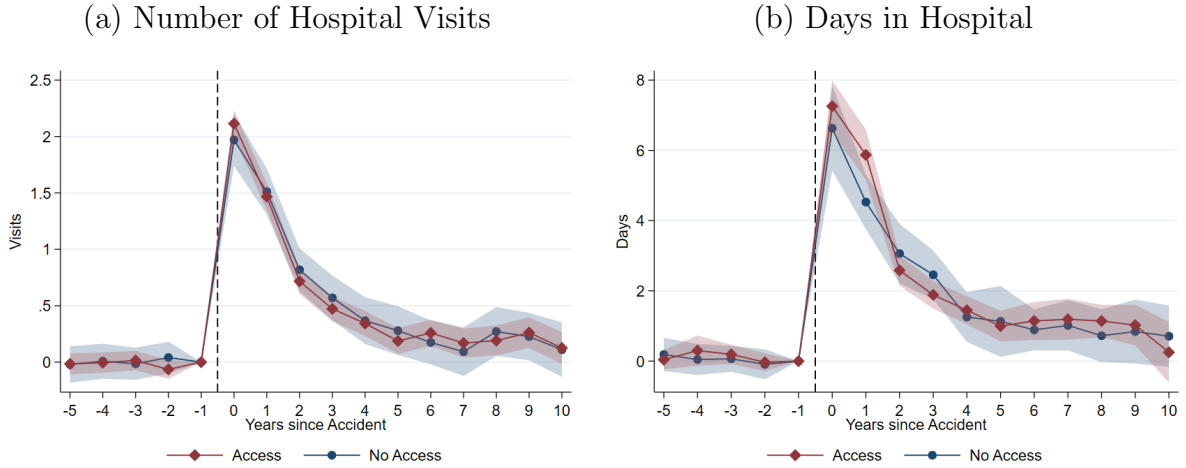 (a) Number of Hospital Visits
2.5
2
1.5
1
.5
0
Visits
-5 -4 -3 -2 -1 0 1 2 3 4 5 6 7 8 9 10
Years since Accident
Access No Access
(b) Days in Hospital
8
6
4
2
0
Days
-5 -4 -3 -2 -1 0 1 2 3 4 5 6 7 8 9 10
Years since Accident
Access No Access